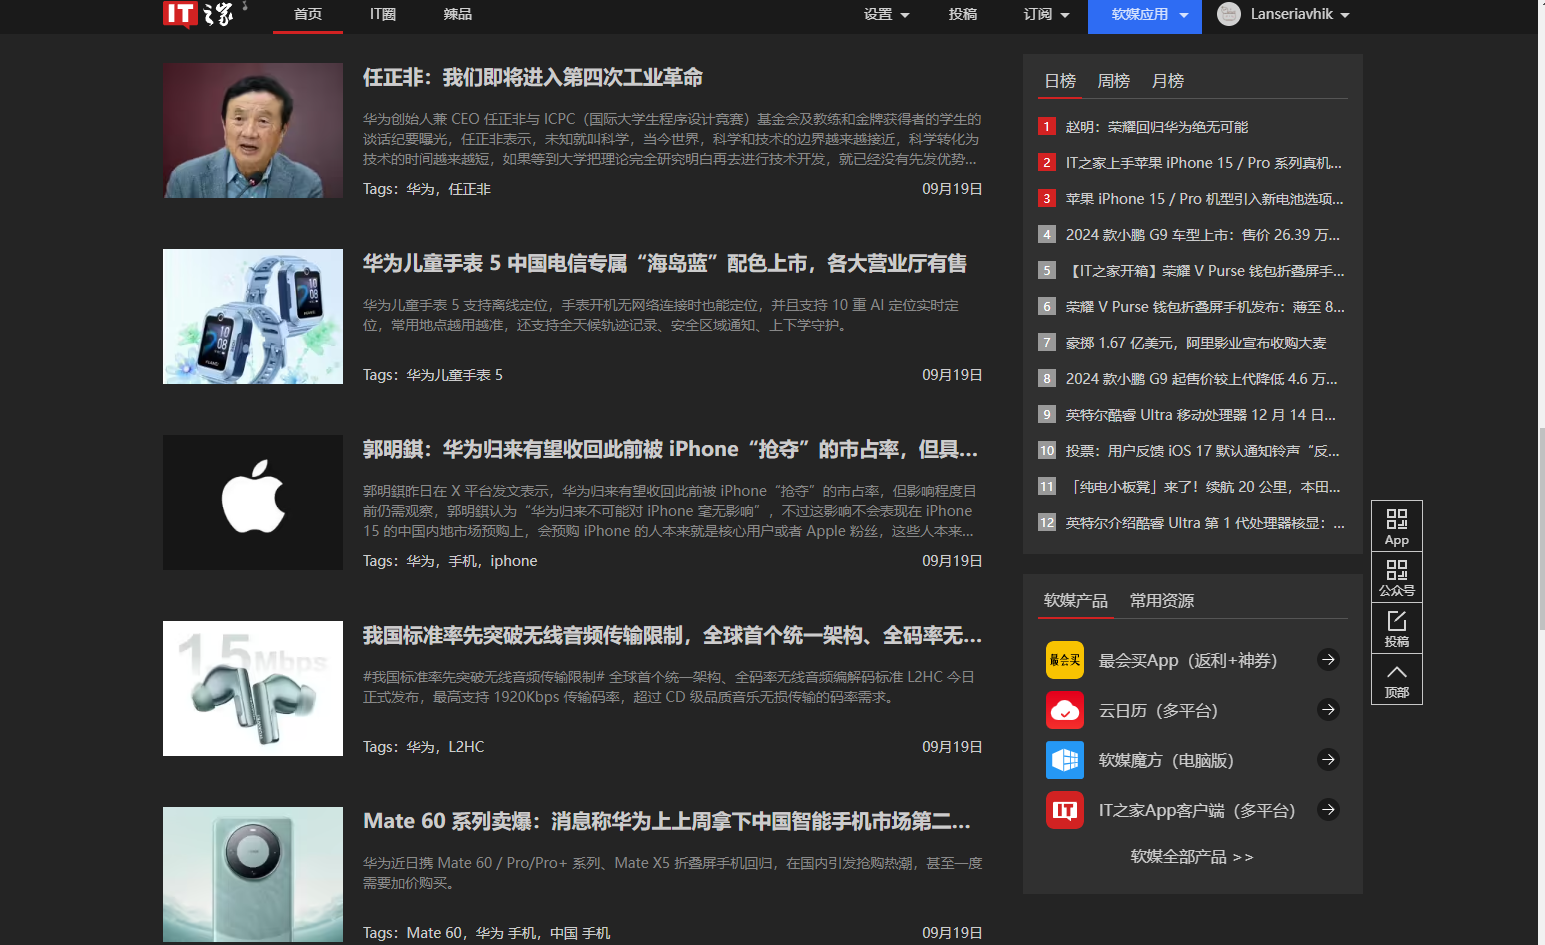 IT之家
首页
IT圈
辣品
设置
投稿
订阅
软媒应用
Lanseriavhik
任正非：我们即将进入第四次工业革命
华为创始人兼 CEO 任正非与 ICPC（国际大学生程序设计竞赛）基金会及教练和金牌获得者的学生的
谈话纪要曝光，任正非表示，未知就叫科学，当今世界，科学和技术的边界越来越接近，科学转化为
技术的时间越来越短，如果等到大学把理论完全研究明白再去进行技术开发，就已经没有先发优势...
Tags：华为，任正非
09月19日
华为儿童手表 5 中国电信专属“海岛蓝”配色上市，各大营业厅有售
华为儿童手表 5 支持离线定位，手表开机无网络连接时也能定位，并且支持 10 重 AI 定位实时定
位，常用地点越用越准，还支持全天候轨迹记录、安全区域通知、上下学守护。
Tags：华为儿童手表 5
09月19日
郭明錤：华为归来有望收回此前被 iPhone“抢夺”的市占率，但具...
郭明錤昨日在 X 平台发文表示，华为归来有望收回此前被 iPhone“抢夺”的市占率，但影响程度目
前仍需观察，郭明錤认为“华为归来不可能对 iPhone 毫无影响”，不过这影响不会表现在 iPhone
15 的中国内地市场预购上，会预购 iPhone 的人本来就是核心用户或者 Apple 粉丝，这些人本来...
Tags：华为，手机，iphone
09月19日
1.5Mbps
我国标准率先突破无线音频传输限制，全球首个统一架构、全码率无...
#我国标准率先突破无线音频传输限制# 全球首个统一架构、全码率无线音频编解码标准 L2HC 今日
正式发布，最高支持 1920Kbps 传输码率，超过 CD 级品质音乐无损传输的码率需求。
Tags：华为，L2HC
09月19日
Mate 60 系列卖爆：消息称华为上上周拿下中国智能手机市场第二...
华为近日携 Mate 60 / Pro/Pro+ 系列、Mate X5 折叠屏手机回归，在国内引发抢购热潮，甚至一度
需要加价购买。
Tags：Mate 60，华为 手机，中国 手机
09月19日
日榜
周榜
月榜
1 赵明：荣耀回归华为绝无可能
2 IT之家上手苹果 iPhone 15 / Pro 系列真机...
3 苹果 iPhone 15 / Pro 机型引入新电池选项...
4 2024 款小鹏 G9 车型上市：售价 26.39 万...
5 【IT之家开箱】荣耀 V Purse 钱包折叠屏手...
6 荣耀 V Purse 钱包折叠屏手机发布：薄至 8...
7 豪掷 1.67 亿美元，阿里影业宣布收购大麦
8 2024 款小鹏 G9 起售价较上代降低 4.6 万...
9 英特尔酷睿 Ultra 移动处理器 12 月 14 日...
10 投票：用户反馈 iOS 17 默认通知铃声“反...
11 「纯电小板凳」来了！续航 20 公里，本田...
12 英特尔介绍酷睿 Ultra 第 1 代处理器核显：...
软媒产品
常用资源
最会买 最会买App（返利+神券）
云日历（多平台）
软媒魔方（电脑版）
IT IT之家App客户端（多平台）
软媒全部产品 >>
App
公众号
投稿
顶部